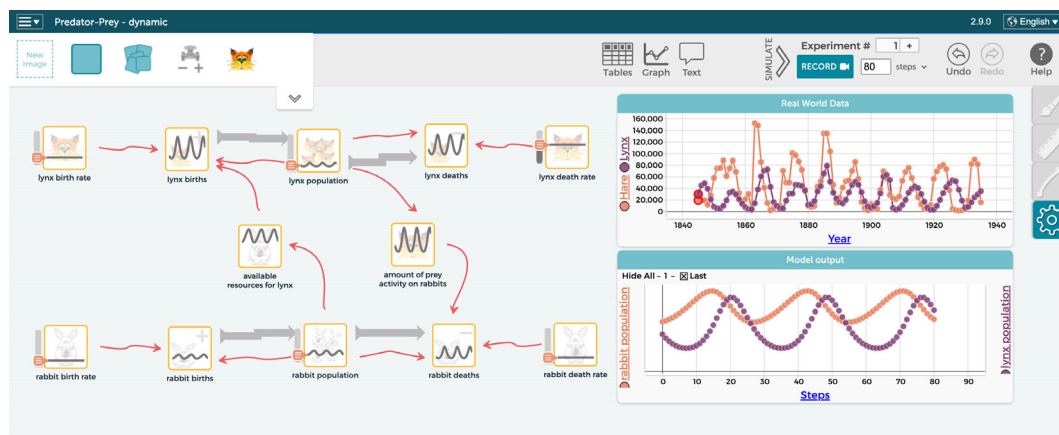 Predator-Prey - dynamic
2.9.0
English
New
Image
Tables
Graph
Text
SIMULATE
Experiment #
1 +
RECORD
80
steps
Undo
Redo
Help
lynx birth rate
lynx births
lynx population
lynx deaths
lynx death rate
available
resources for lynx
amount of prey
activity on rabbits
rabbit birth rate
rabbit births
rabbit population
rabbit deaths
rabbit death rate
Real World Data
Hare
Lynx
160,000
140,000
120,000
100,000
80,000
60,000
40,000
20,000
0
1840
1860
1880
1900
1920
1940
Year
Model output
Hide All - 1 - Last
rabbit population
lynx population
0
10
20
30
40
50
60
70
80
90
Steps